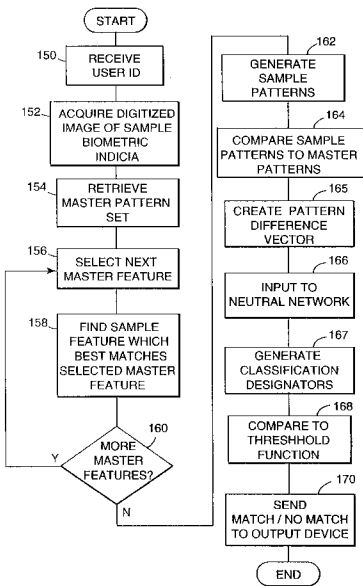 START
150
RECEIVE
USER ID
152
ACQUIRE DIGITIZED
IMAGE OF SAMPLE
BIOMETRIC
INDICIA
154
RETRIEVE
MASTER PATTERN
SET
156
SELECT NEXT
MASTER FEATURE
158
FIND SAMPLE
FEATURE WHICH
BEST MATCHES
SELECTED MASTER
FEATURE
160
MORE
MASTER
FEATURES?
Y
N
162
GENERATE
SAMPLE
PATTERNS
164
COMPARE SAMPLE
PATTERNS TO MASTER
PATTERNS
165
CREATE PATTERN
DIFFERENCE
VECTOR
166
INPUT TO
NEUTRAL NETWORK
167
GENERATE
CLASSIFICATION
DESIGNATORS
168
COMPARE TO
THRESHHOLD
FUNCTION
170
SEND
MATCH / NO MATCH
TO OUTPUT DEVICE
END